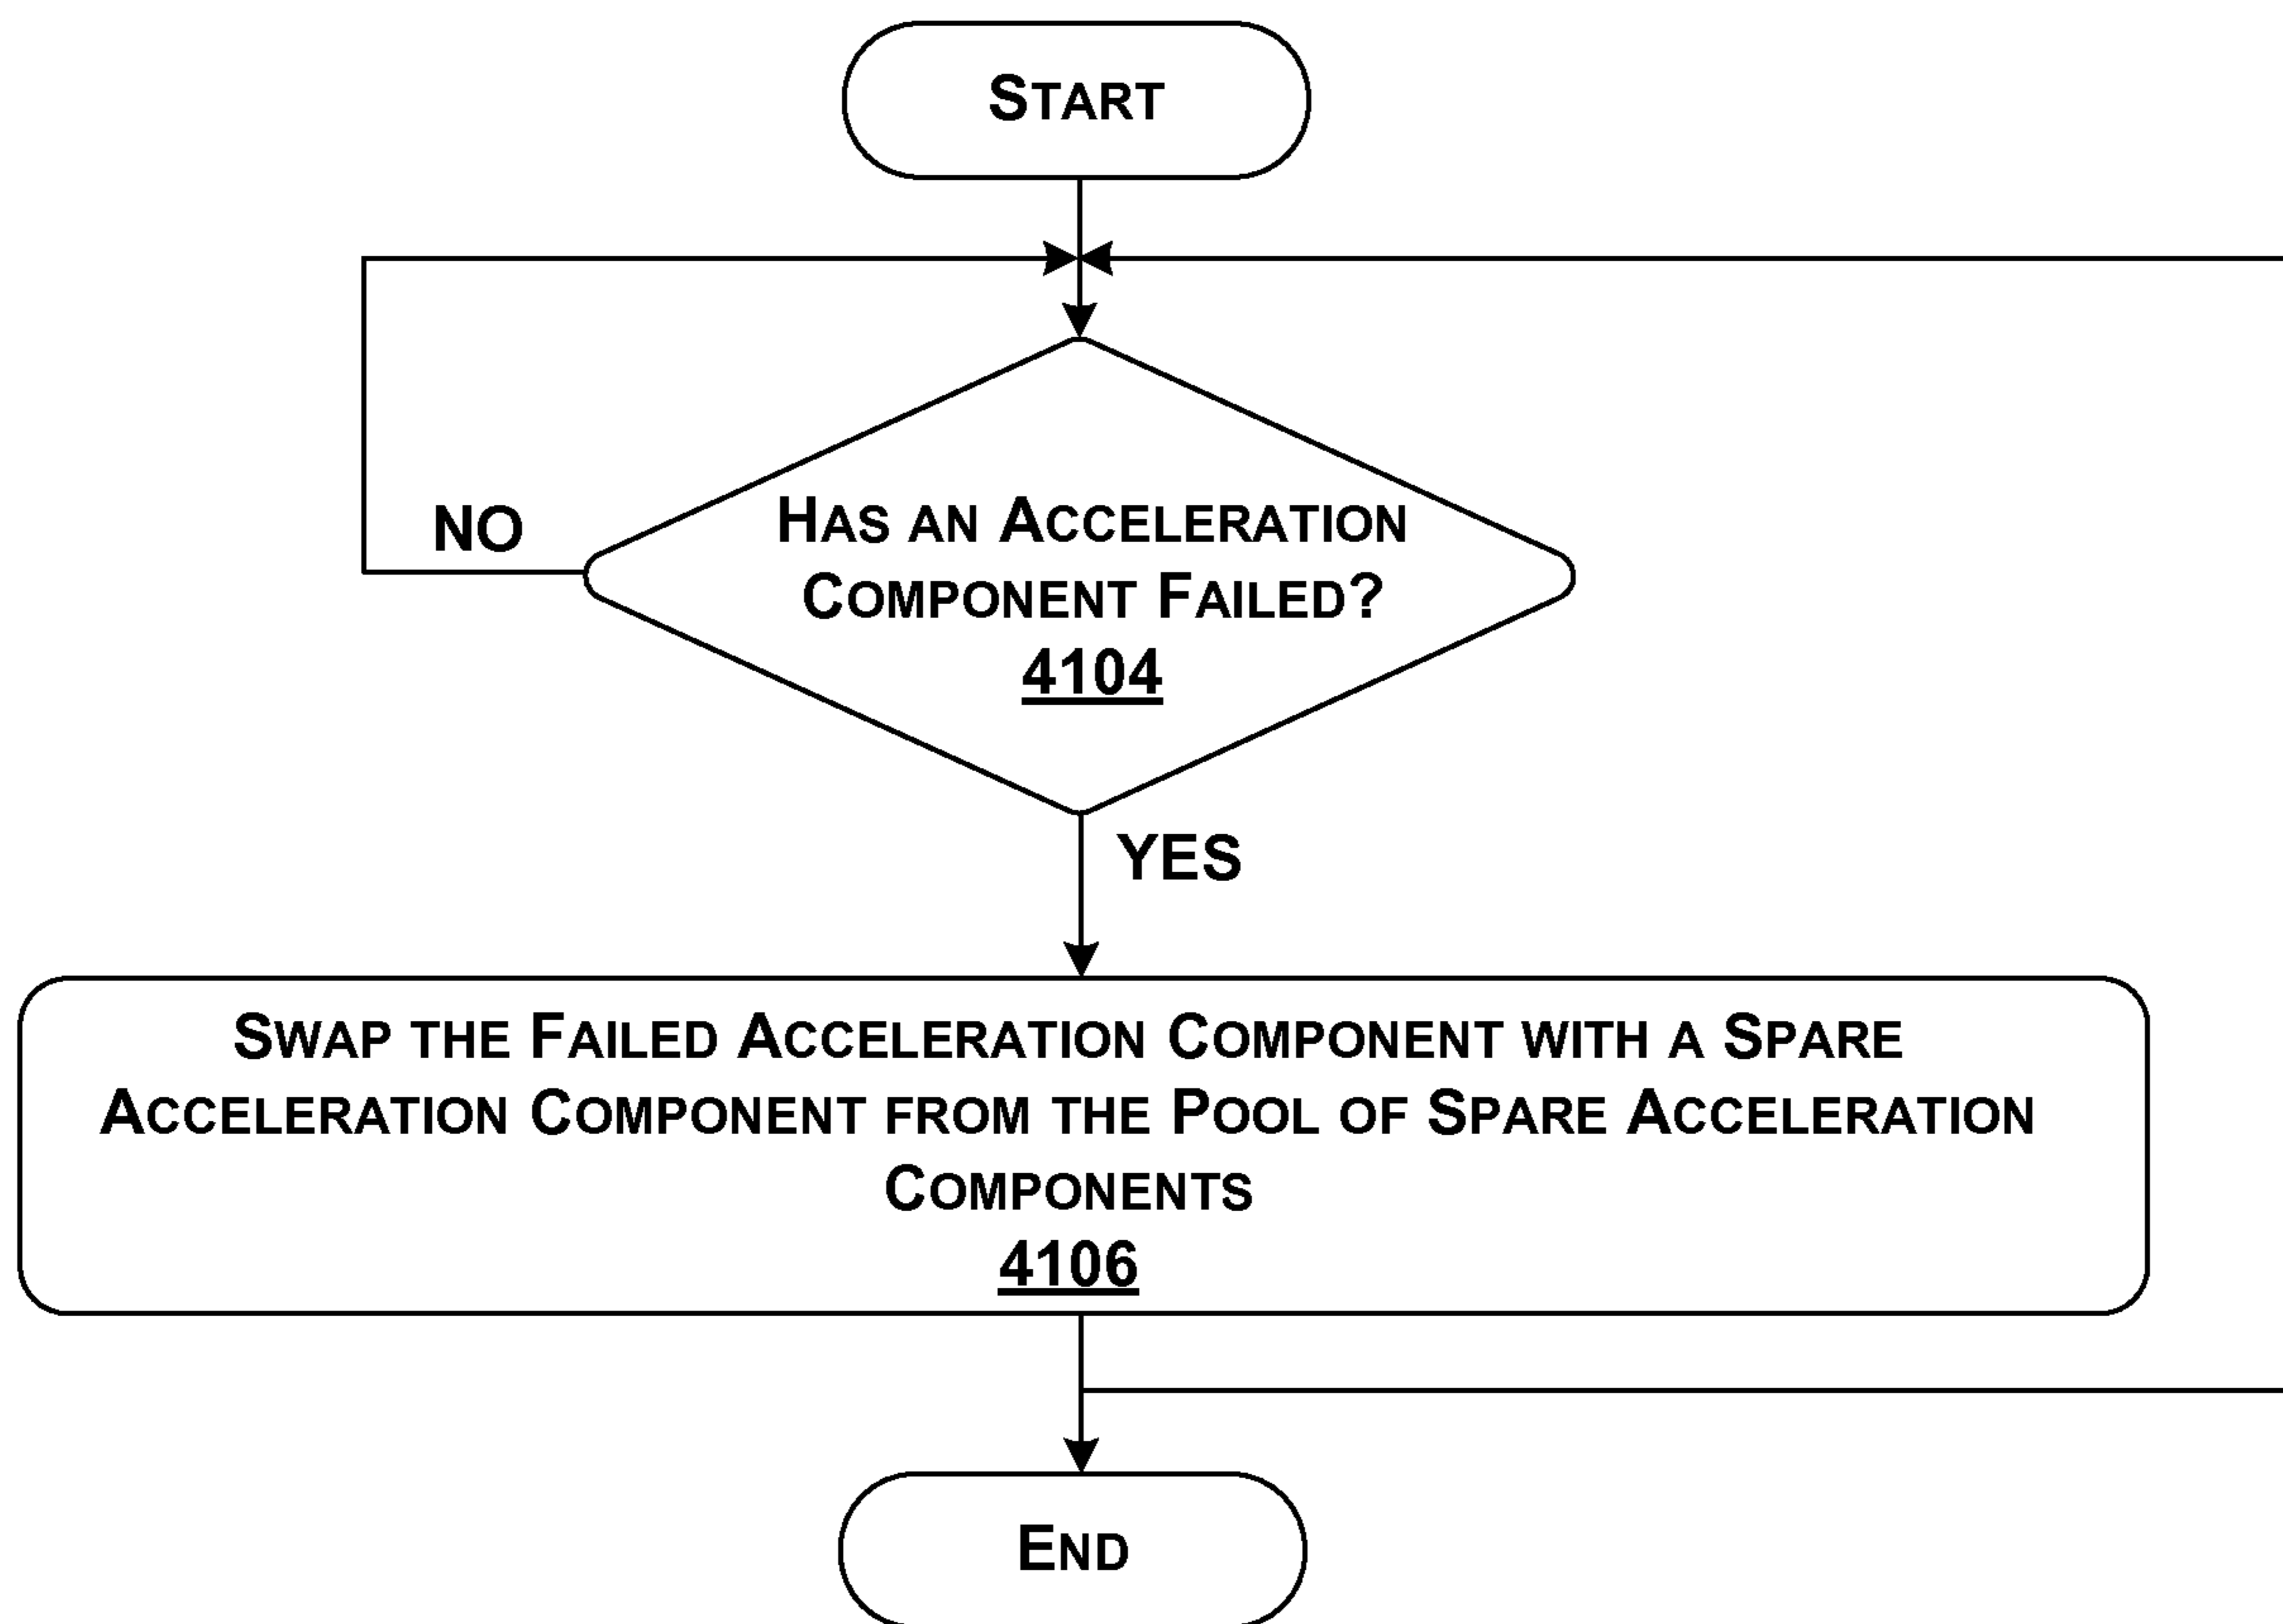 START
HAS AN ACCELERATION
COMPONENT FAILED?
4104
NO
YES
SWAP THE FAILED ACCELERATION COMPONENT WITH A SPARE
ACCELERATION COMPONENT FROM THE POOL OF SPARE ACCELERATION
COMPONENTS
4106
END